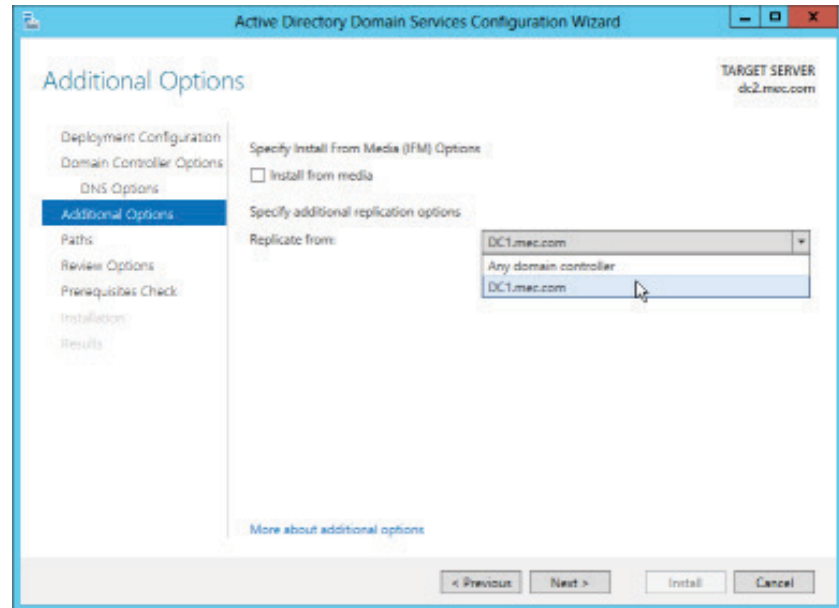 Active Directory Domain Services Configuration Wizard
Additional Options
TARGET SERVER
dc2.mec.com
Deployment Configuration
Domain Controller Options
DNS Options
Additional Options
Paths
Review Options
Prerequisites Check
Installation
Results
Specify Install From Media (IFM) Options
Install from media
Specify additional replication options
Replicate from:
DC1.mec.com
Any domain controller
DC1.mec.com
More about additional options
< Previous
Next >
Install
Cancel